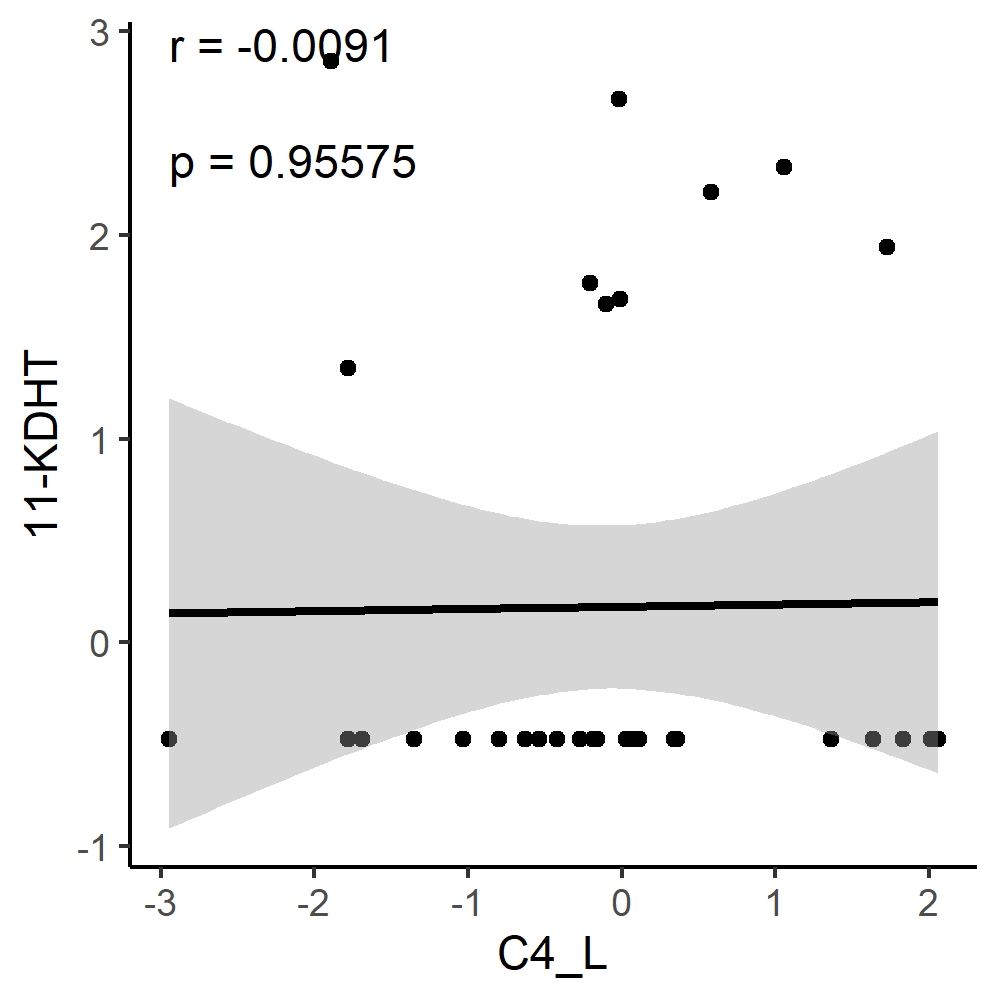 r = -0.0091
p = 0.95575
3
2
1
0
-1
11-KDHT
-3 -2 -1 0 1 2
C4_L